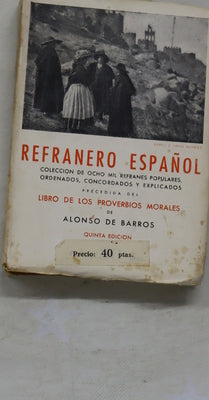 REFRANERO ESPAÑOL
COLECCION DE OCHO MIL REFRANES POPULARES
ORDENADOS, CONCORDADOS Y EXPLICADOS
PRECEDIDA DEL
LIBRO DE LOS PROVERBIOS MORALES
DE
ALONSO DE BARROS
QUINTA EDICION
Precio: 40 ptas.